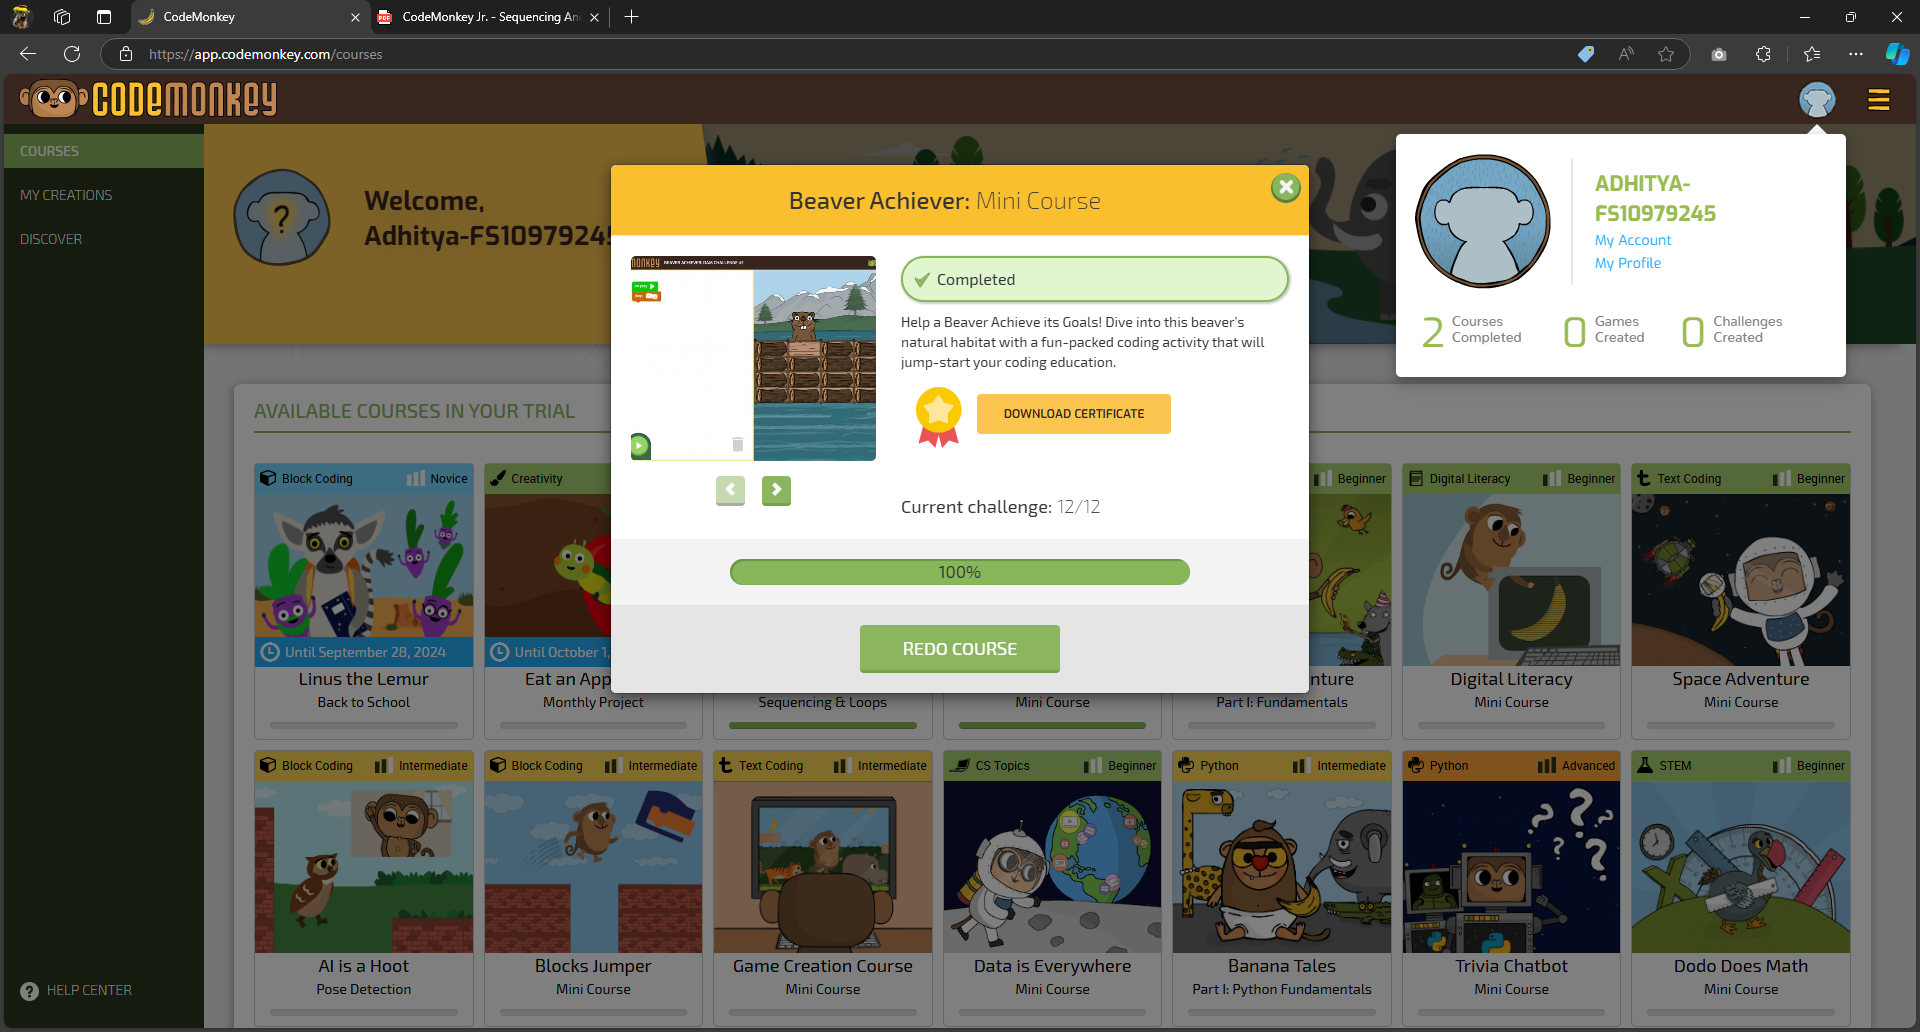 CodeMonkey
CodeMonkey Jr. - Sequencing An
https://app.codemonkey.com/courses
CODEMONKEY
COURSES
MY CREATIONS
DISCOVER
HELP CENTER
Welcome,
Adhitya-FS10979245
ADHITYA-
FS10979245
My Account
My Profile
2 Courses Completed
0 Games Created
0 Challenges Created
Beaver Achiever: Mini Course
MONKEY BEAVER ACHIEVER: DAM CHALLENGE #1
Completed
Help a Beaver Achieve its Goals! Dive into this beaver's
natural habitat with a fun-packed coding activity that will
jump-start your coding education.
DOWNLOAD CERTIFICATE
Current challenge: 12/12
100%
REDO COURSE
AVAILABLE COURSES IN YOUR TRIAL
Block Coding Novice
Until September 28, 2024
Linus the Lemur
Back to School
Creativity
Until October 1,
Eat an App
Monthly Project
Sequencing & Loops
Mini Course
Beginner
nture
Part I: Fundamentals
Digital Literacy Beginner
Digital Literacy
Mini Course
Text Coding Beginner
Space Adventure
Mini Course
Block Coding Intermediate
AI is a Hoot
Pose Detection
Block Coding Intermediate
Blocks Jumper
Mini Course
Text Coding Intermediate
Game Creation Course
Mini Course
CS Topics Beginner
Data is Everywhere
Mini Course
Python Intermediate
Banana Tales
Part I: Python Fundamentals
Python Advanced
Trivia Chatbot
Mini Course
STEM Beginner
Dodo Does Math
Mini Course